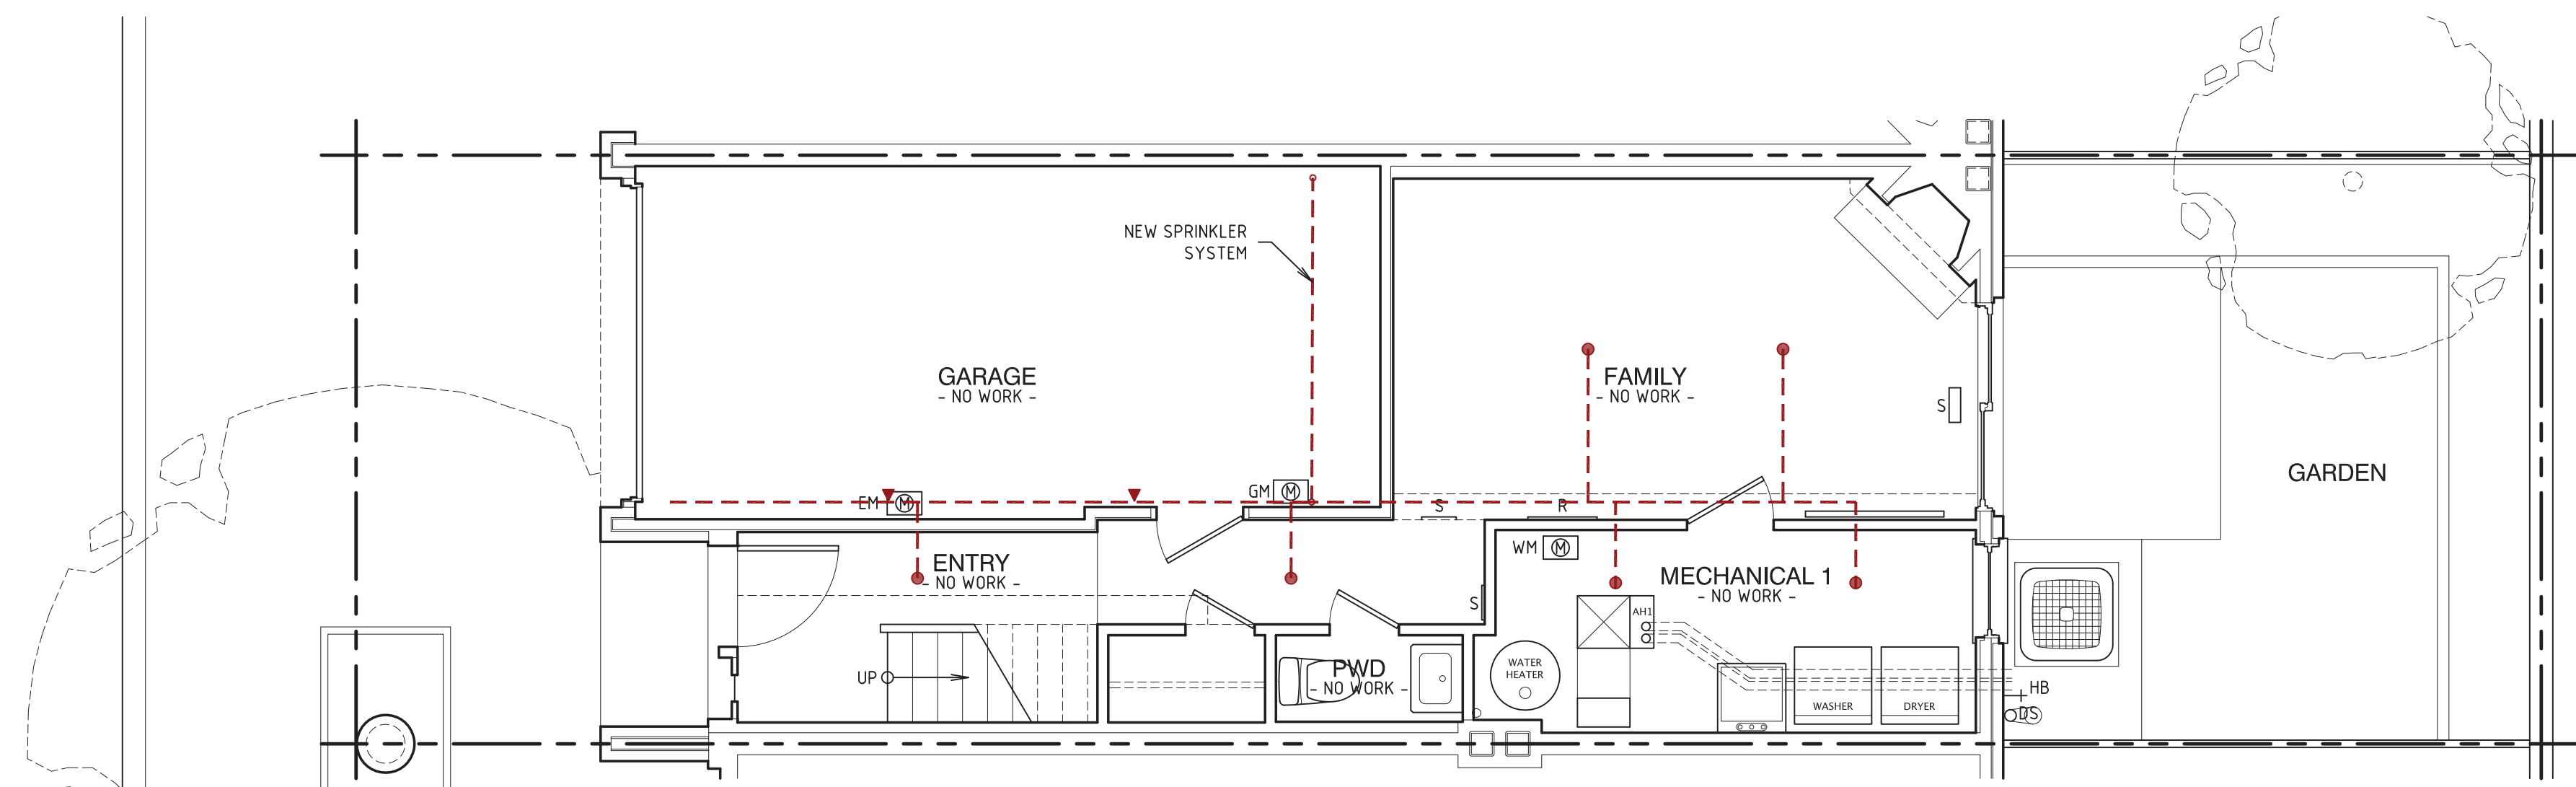 NEW SPRINKLER
SYSTEM
GARAGE
- NO WORK -
FAMILY
- NO WORK -
S
GARDEN
EM
M
GM
M
S
R
WM
M
ENTRY
- NO WORK -
MECHANICAL 1
- NO WORK -
S
AH1
UP
PWD
- NO WORK -
WATER
HEATER
WASHER
DRYER
HB
DS